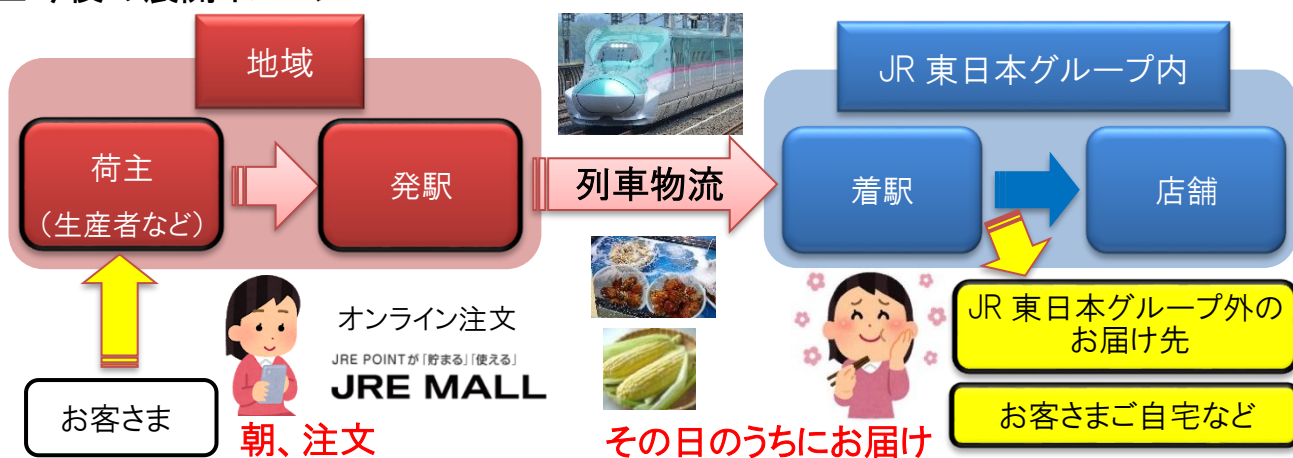 地域
JR 東日本グループ内
荷主
(生産者など)
発駅
列車物流
着駅
店舗
オンライン注文
JRE POINTが「貯まる」「使える」
JRE MALL
JR 東日本グループ外の
お届け先
お客さま
朝、注文
その日のうちにお届け
お客さまご自宅など